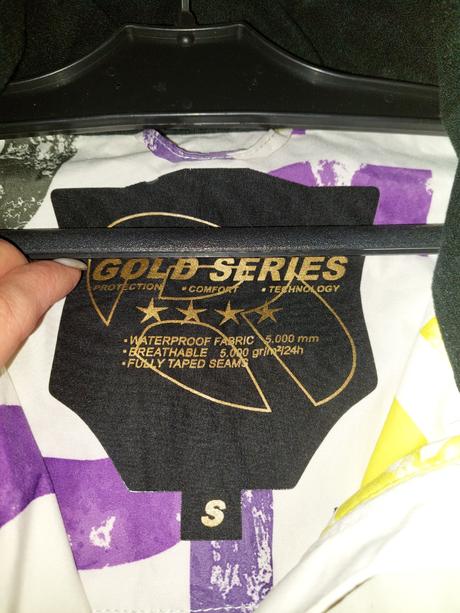 GOLD SERIES
PROTECTION • COMFORT • TECHNOLOGY
• WATERPROOF FABRIC 5.000 mm
• BREATHABLE 5.000 gr/m²/24h
• FULLY TAPED SEAMS
S